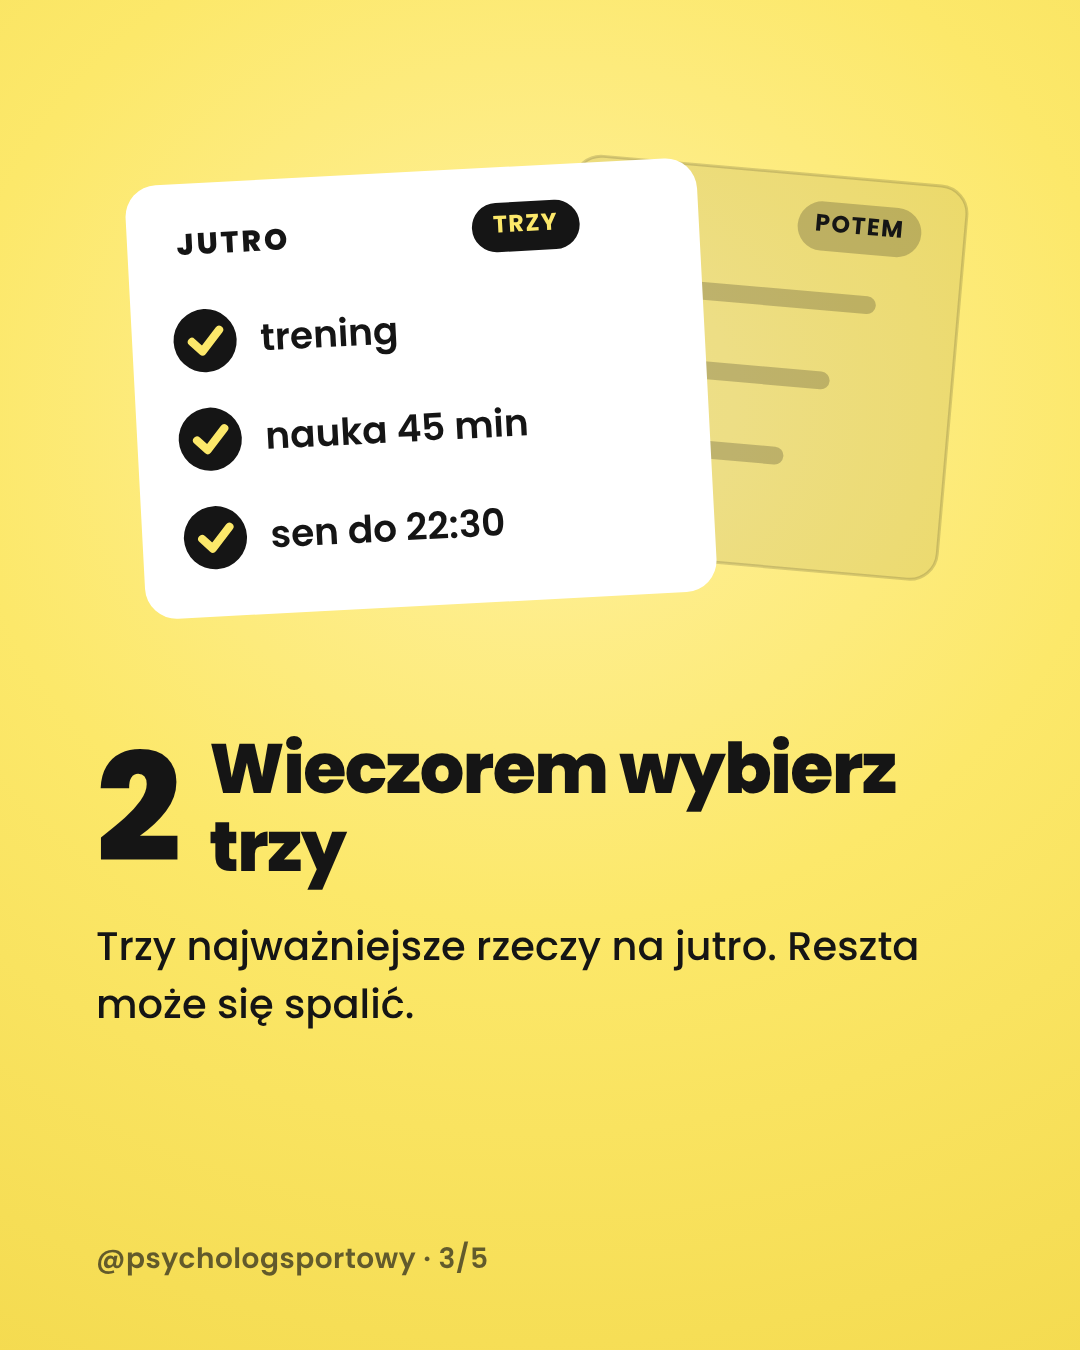 JUTRO
TRZY
POTEM
trening
nauka 45 min
sen do 22:30
2
Wieczorem wybierz
trzy
Trzy najważniejsze rzeczy na jutro. Reszta
może się spalić.
@psychologsportowy · 3/5